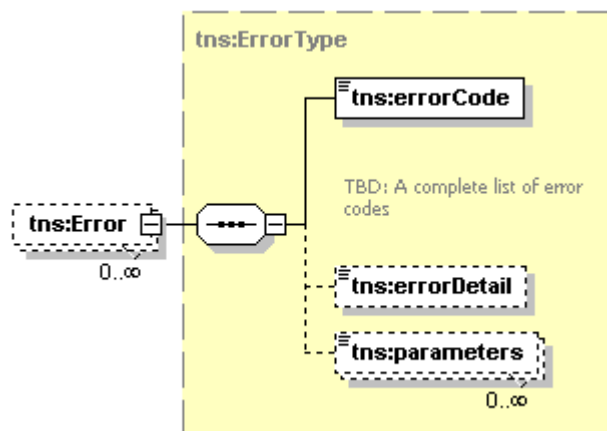 tns:ErrorType
tns:errorCode
TBD: A complete list of error
codes
tns:Error
0..∞
tns:errorDetail
tns:parameters
0..∞